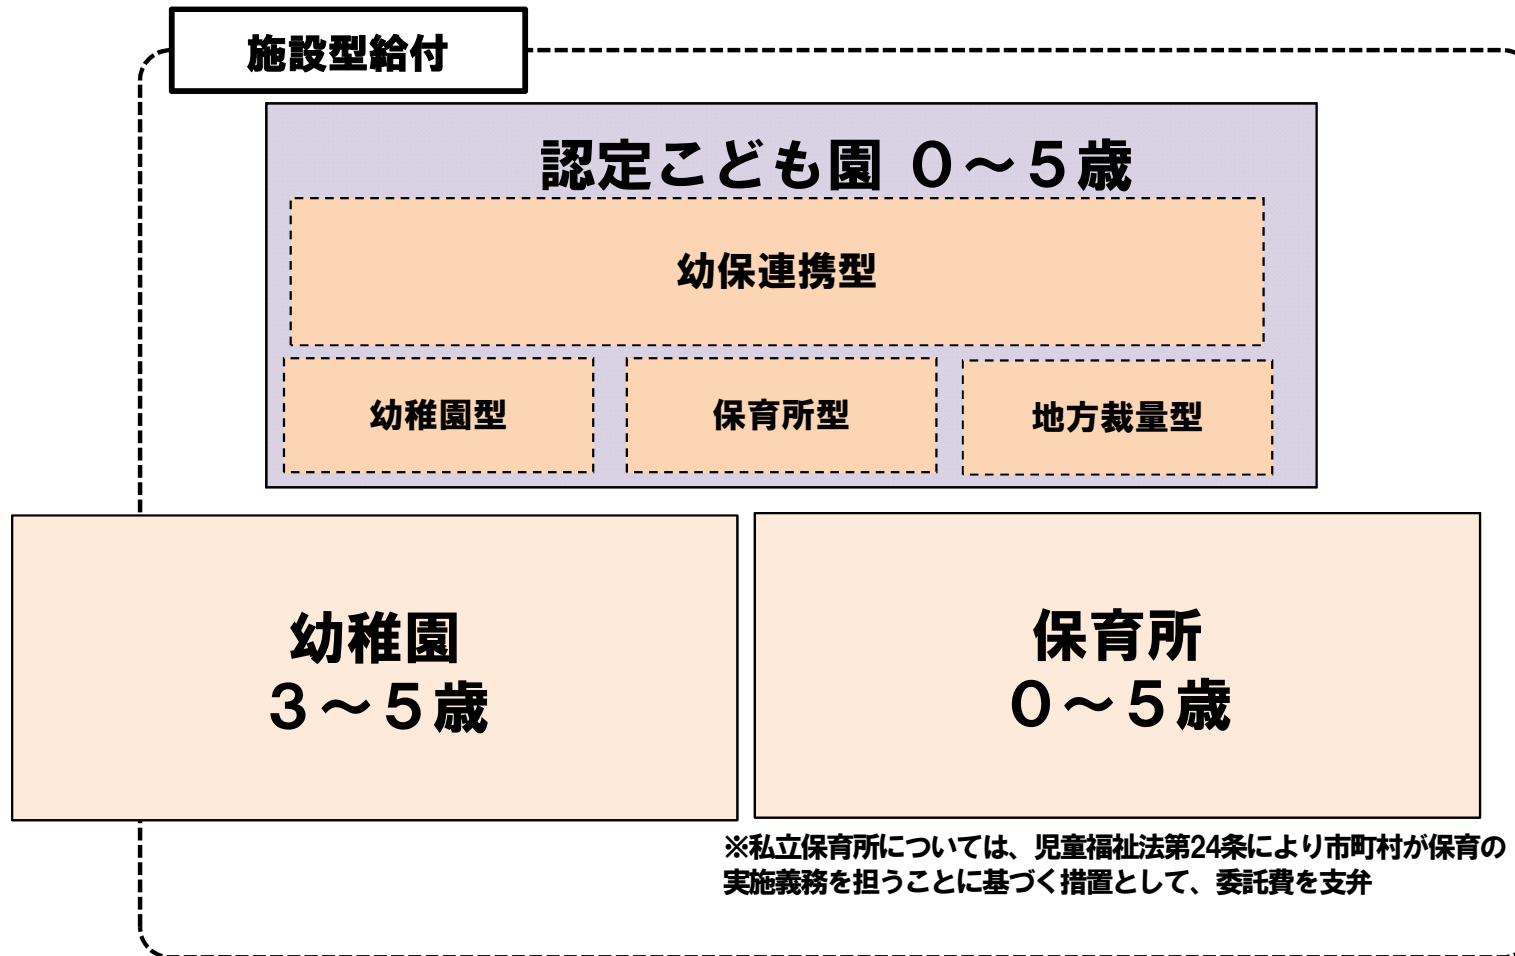 施設型給付
認定こども園 ０～５歳
幼保連携型
幼稚園型
保育所型
地方裁量型
幼稚園
３～５歳
保育所
０～５歳
※私立保育所については、児童福祉法第24条により市町村が保育の
実施義務を担うことに基づく措置として、委託費を支弁